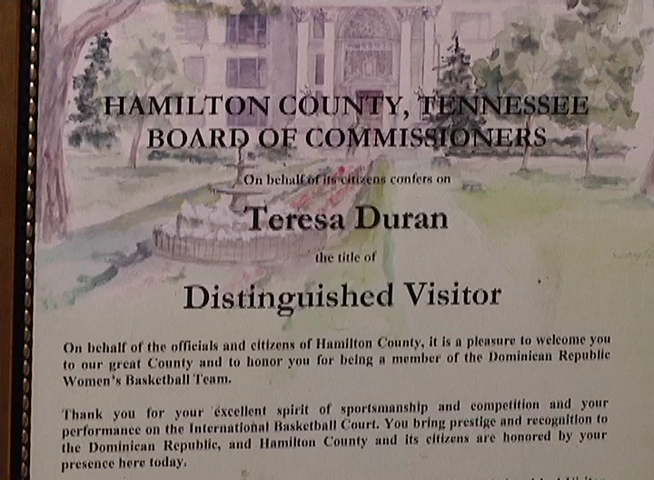 HAMILTON COUNTY, TENNESSEE
BOARD OF COMMISSIONERS
On behalf of its citizens confers on
Teresa Duran
the title of
Distinguished Visitor
On behalf of the officials and citizens of Hamilton County, it is a pleasure to welcome you
to our great County and to honor you for being a member of the Dominican Republic
Women's Basketball Team.
Thank you for your excellent spirit of sportsmanship and competition and your
performance on the International Basketball Court. You bring prestige and recognition to
the Dominican Republic, and Hamilton County and its citizens are honored by your
presence here today.